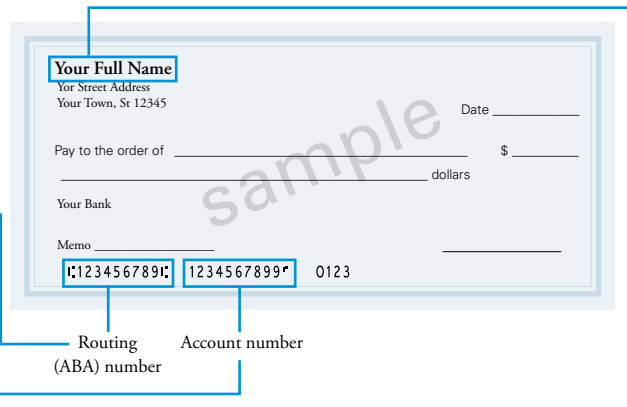 Your Full Name
Yor Street Address
Your Town, St 12345
Date
Pay to the order of $
dollars
sample
Your Bank
Memo
⑆123456789⑆ 1234567899⑈ 0123
Routing Account number
(ABA) number